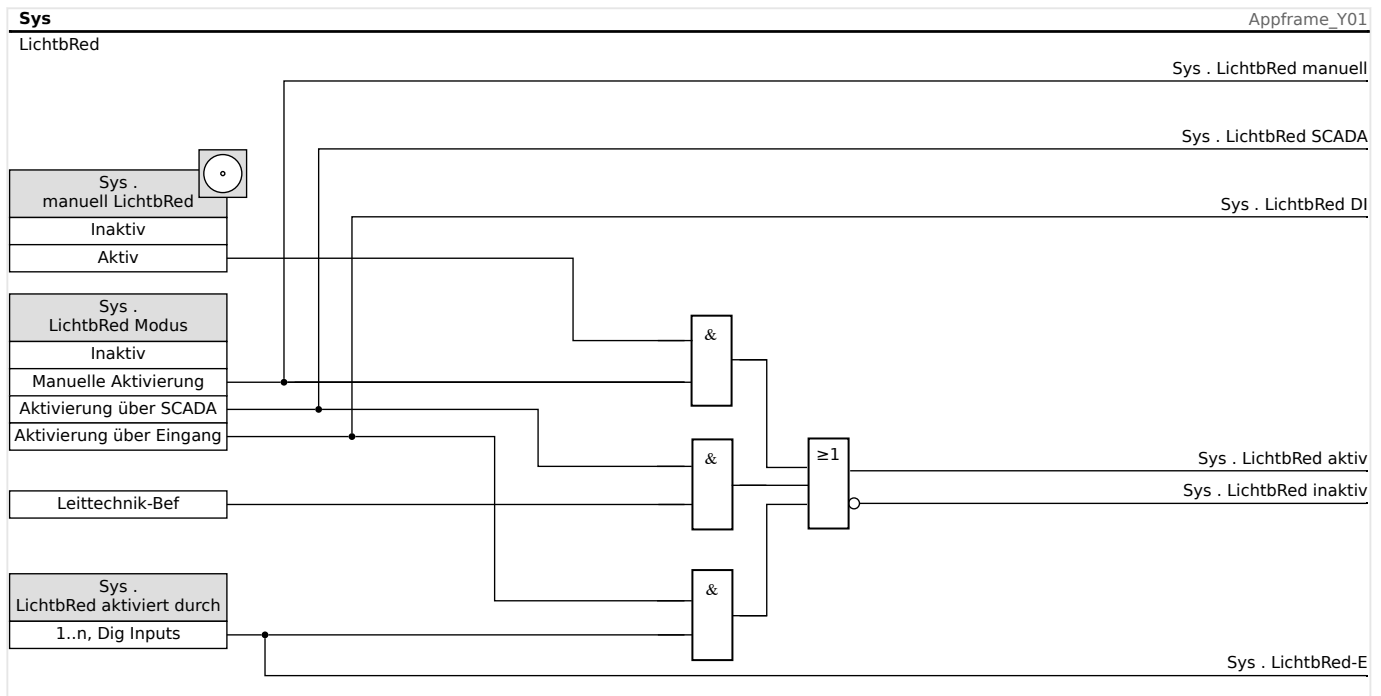 Sys
Appframe_Y01
LichtbRed
Sys . LichtbRed manuell
Sys . LichtbRed SCADA
Sys .
manuell LichtbRed
Sys . LichtbRed DI
Inaktiv
Aktiv
Sys .
LichtbRed Modus
&
Inaktiv
Manuelle Aktivierung
Aktivierung über SCADA
Aktivierung über Eingang
&
≥1
Sys . LichtbRed aktiv
Sys . LichtbRed inaktiv
Leittechnik-Bef
Sys .
LichtbRed aktiviert durch
&
1..n, Dig Inputs
Sys . LichtbRed-E